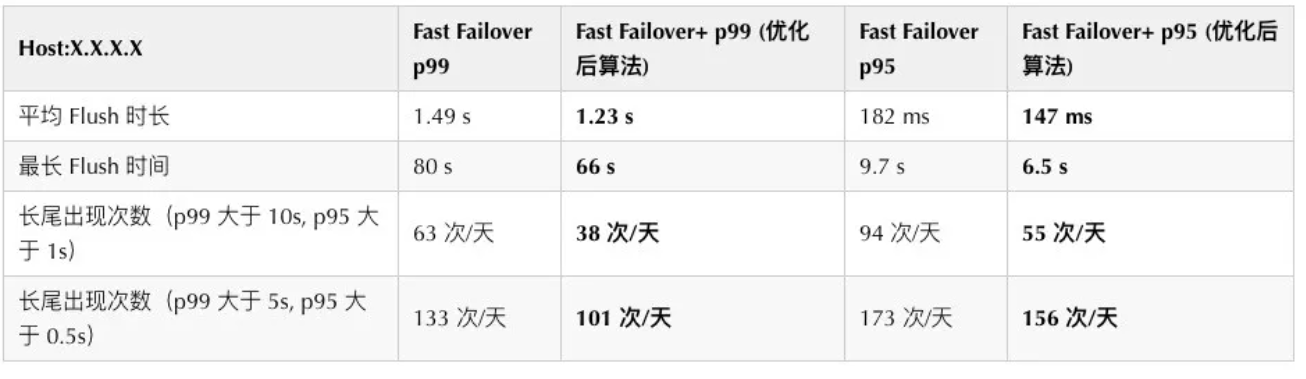 Host:X.X.X.X
Fast Failover
p99
Fast Failover+ p99 (优化
后算法)
Fast Failover
p95
Fast Failover+ p95 (优化后
算法)
平均 Flush 时长
1.49 s
1.23 s
182 ms
147 ms
最长 Flush 时间
80 s
66 s
9.7 s
6.5 s
长尾出现次数（p99 大于 10s, p95 大
于 1s）
63 次/天
38 次/天
94 次/天
55 次/天
长尾出现次数（p99 大于 5s, p95 大
于 0.5s）
133 次/天
101 次/天
173 次/天
156 次/天